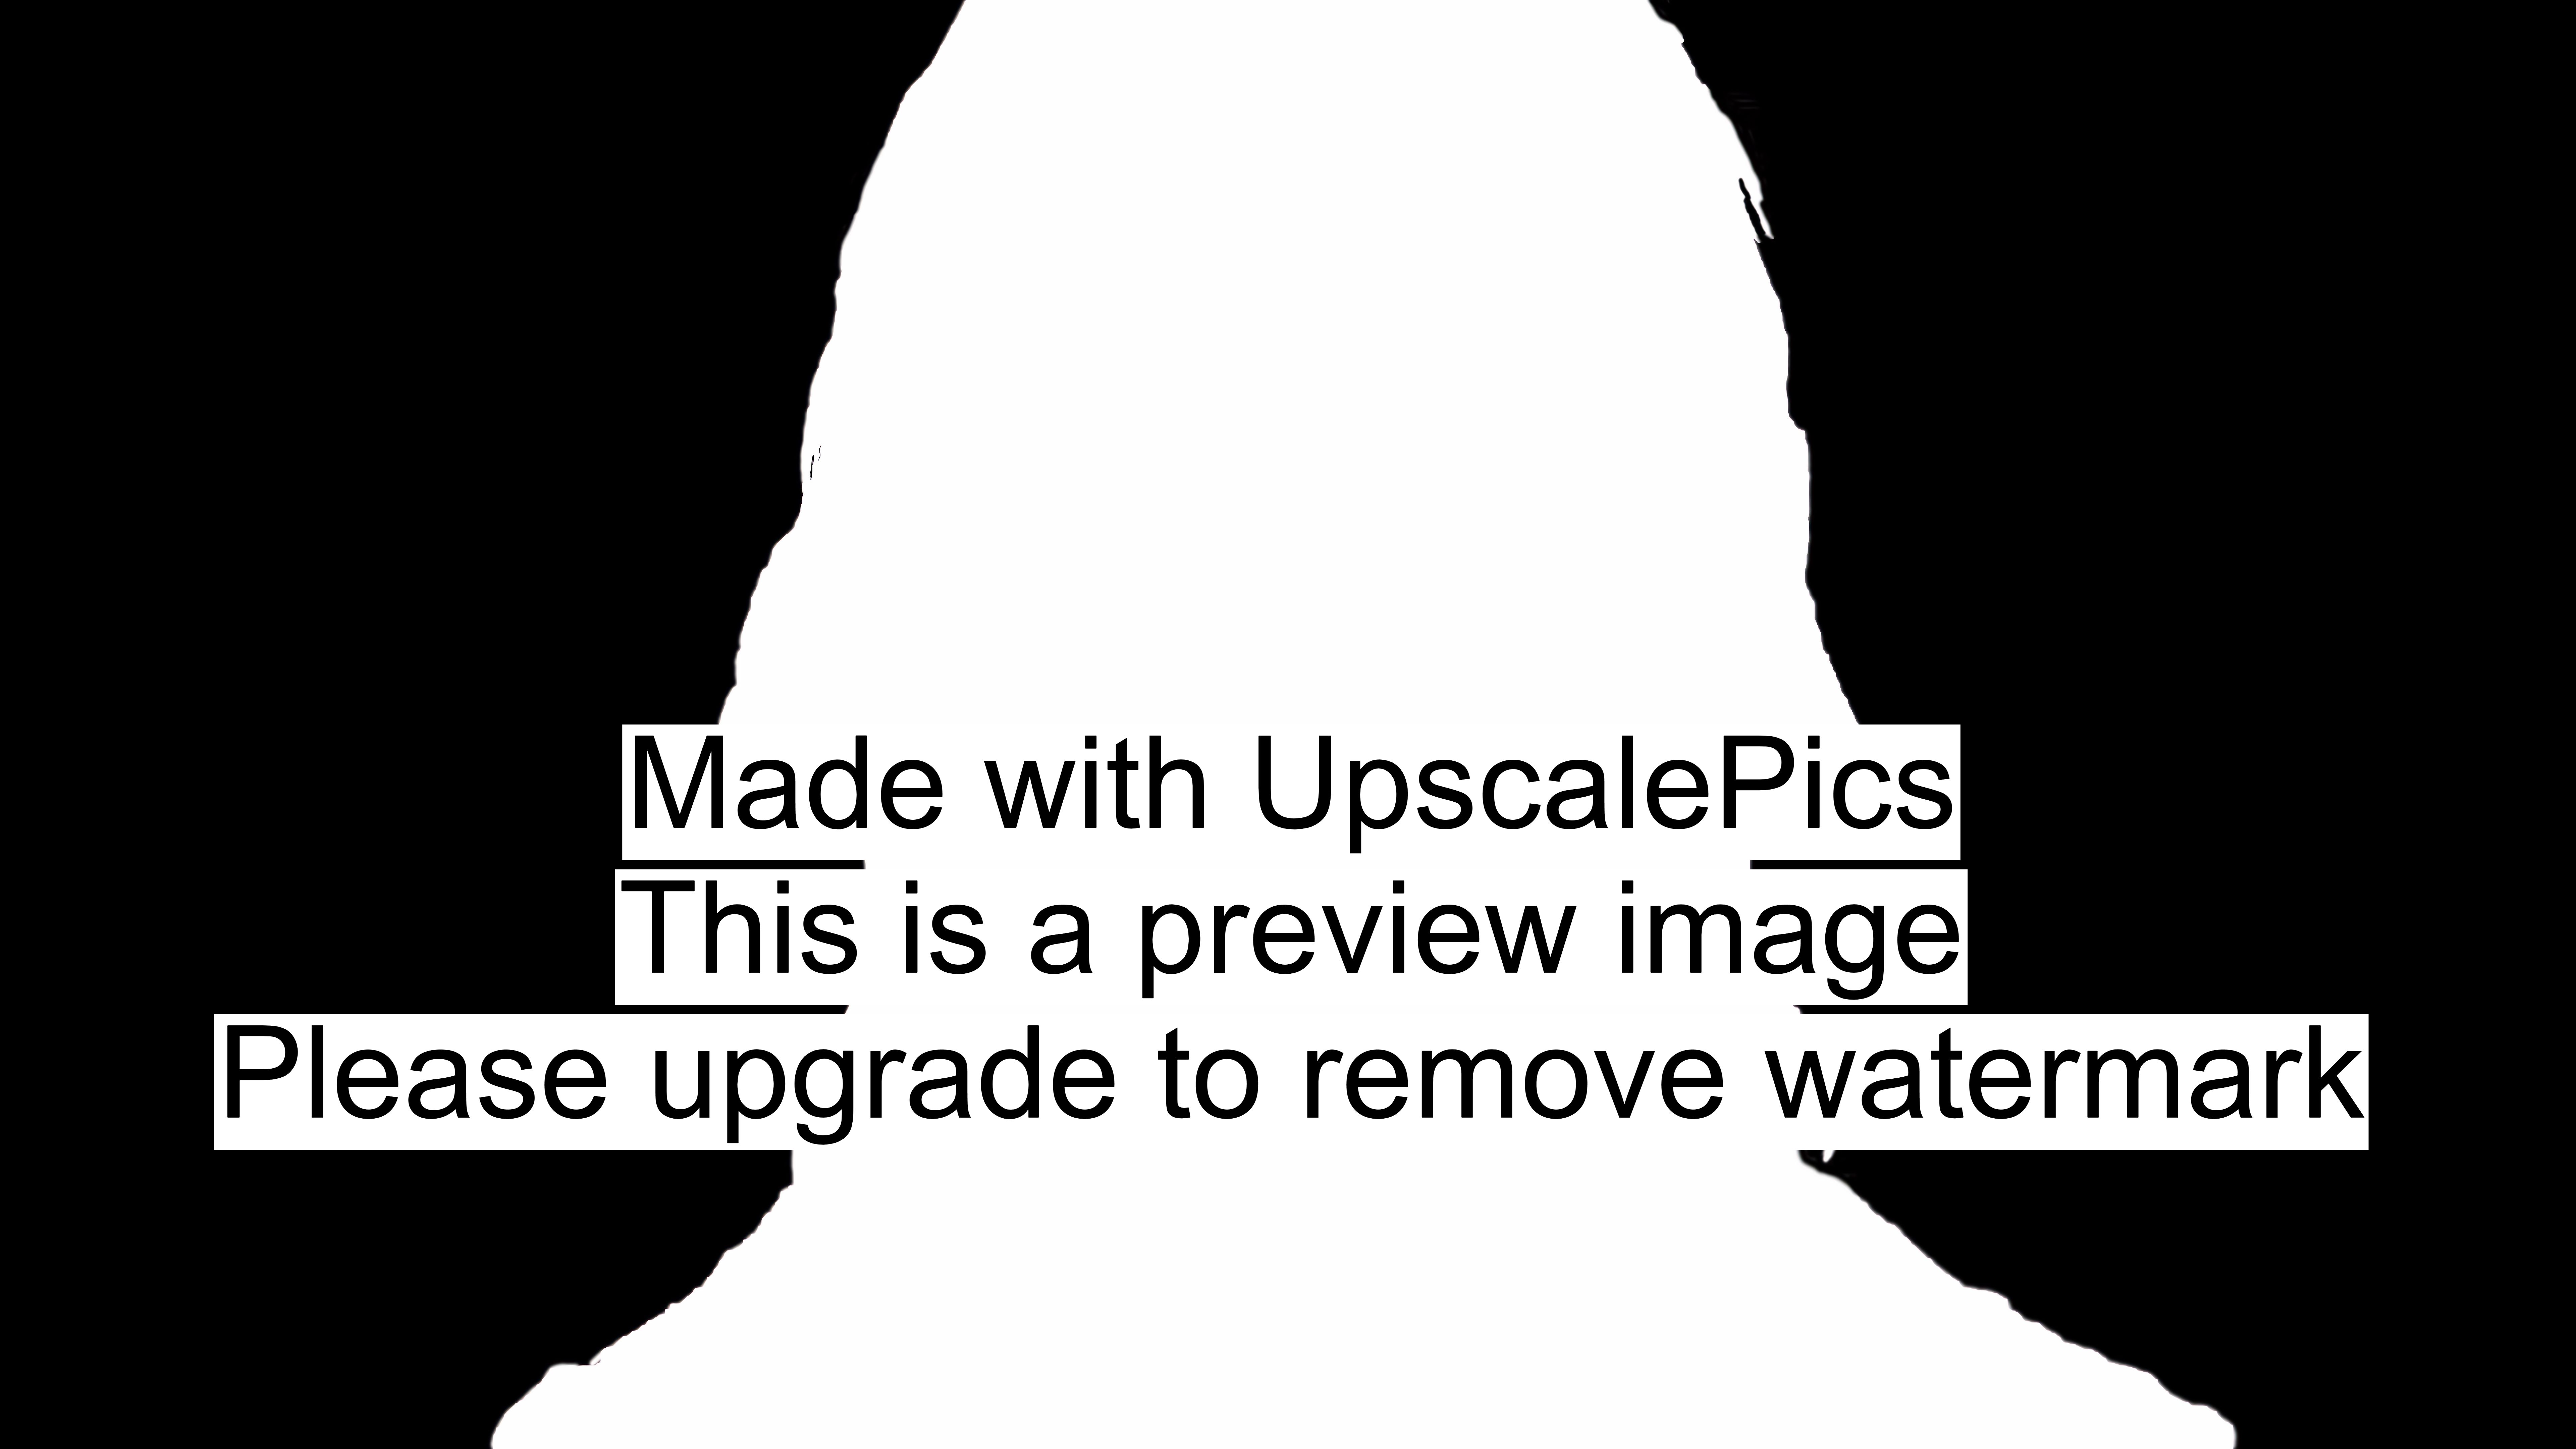 Made with UpscalePics
This is a preview image
Please upgrade to remove watermark